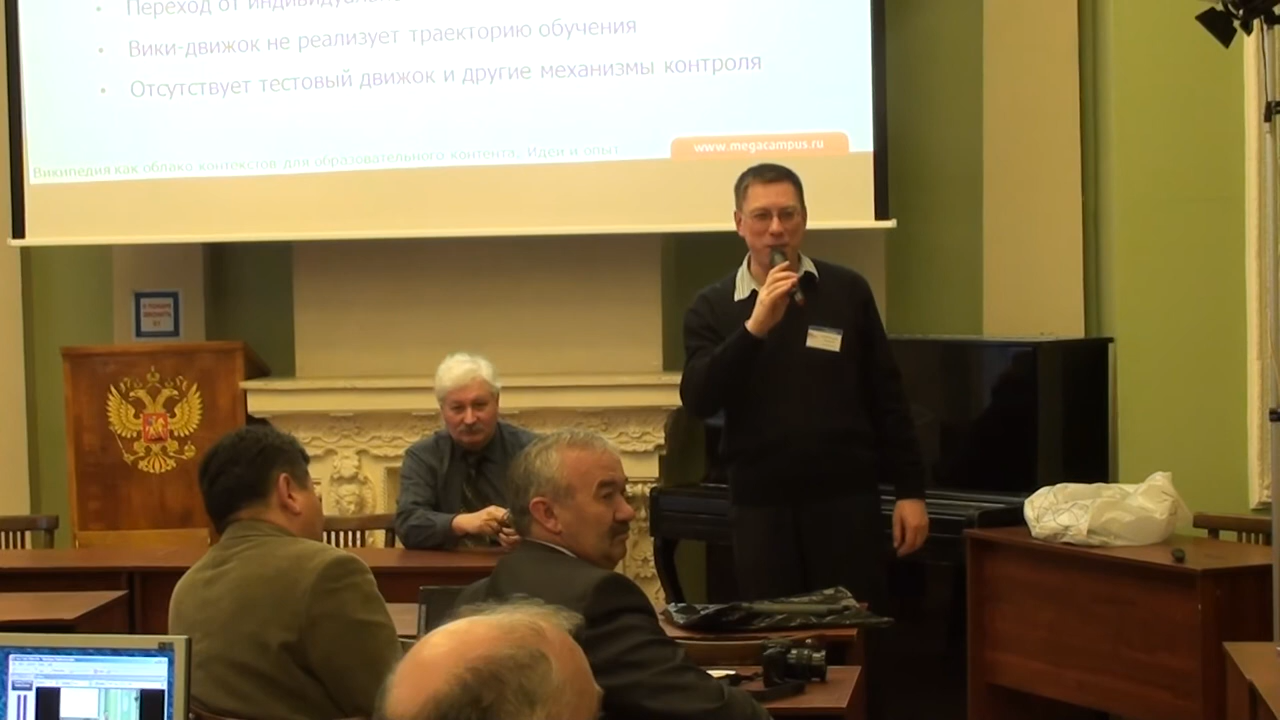 Переход от
Вики-движок не реализует траекторию обучения
Отсутствует тестовый движок и другие механизмы контроля
www.megacampus.ru
Википедия как облако контекстов для образовательного контента. Идеи и опыт